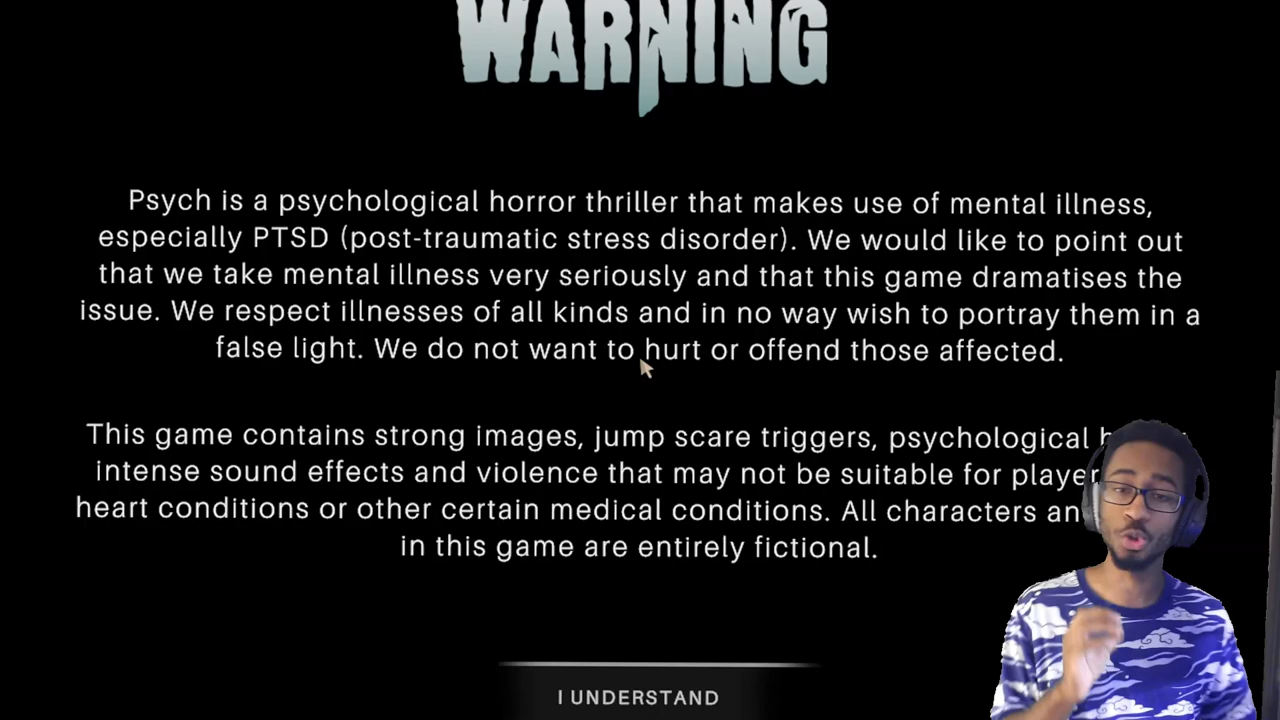 WARNING
Psych is a psychological horror thriller that makes use of mental illness,
especially PTSD (post-traumatic stress disorder). We would like to point out
that we take mental illness very seriously and that this game dramatises the
issue. We respect illnesses of all kinds and in no way wish to portray them in a
false light. We do not want to hurt or offend those affected.
This game contains strong images, jump scare triggers, psychological
intense sound effects and violence that may not be suitable for
heart conditions or other certain medical conditions. All characters
in this game are entirely fictional.
I UNDERSTAND